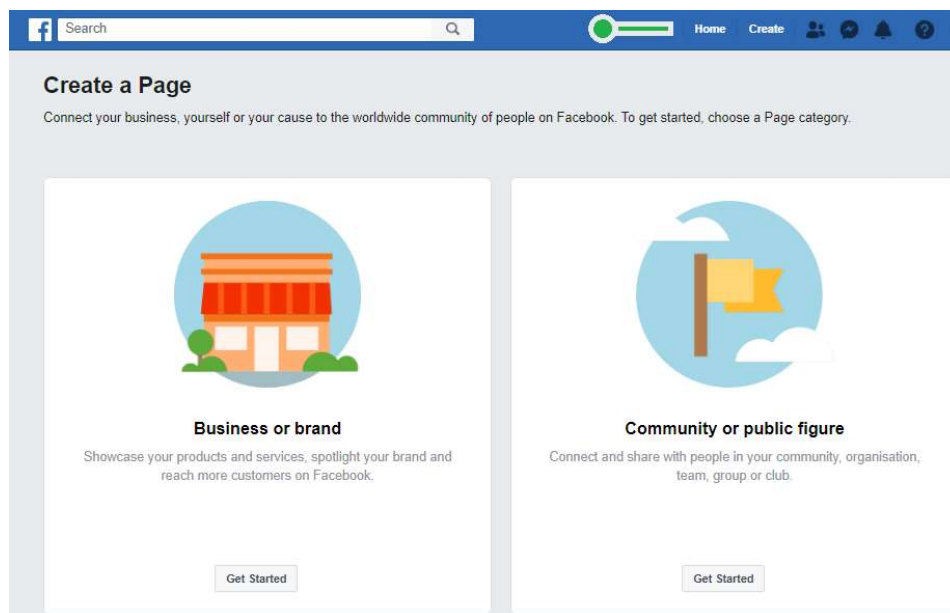 Search
Home Create
Create a Page
Connect your business, yourself or your cause to the worldwide community of people on Facebook. To get started, choose a Page category.
Business or brand
Showcase your products and services, spotlight your brand and
reach more customers on Facebook.
Get Started
Community or public figure
Connect and share with people in your community, organisation,
team, group or club.
Get Started